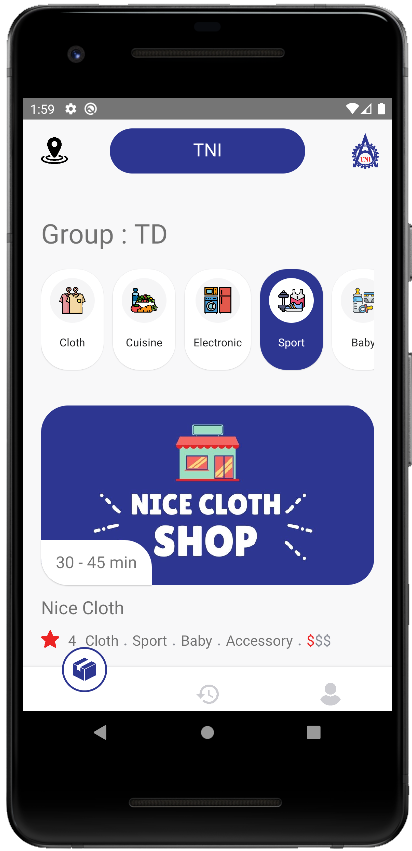 1:59
TNI
TNI
Group : TD
Cloth
Cuisine
Electronic
Sport
Baby
NICE CLOTH
SHOP
30 - 45 min
Nice Cloth
4 Cloth . Sport . Baby . Accessory . $$$